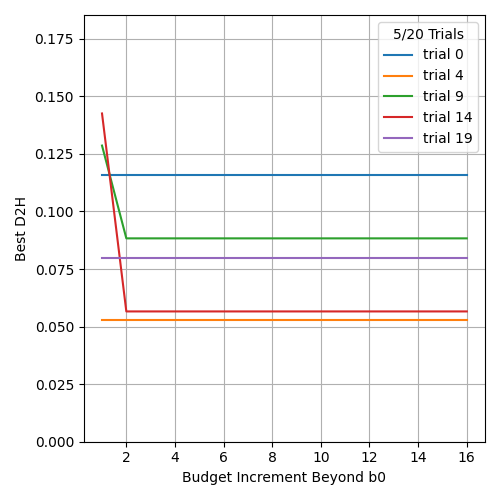 5/20 Trials
trial 0
trial 4
trial 9
trial 14
trial 19
0.175
0.150
0.125
0.100
0.075
0.050
0.025
0.000
Best D2H
2 4 6 8 10 12 14 16
Budget Increment Beyond b0